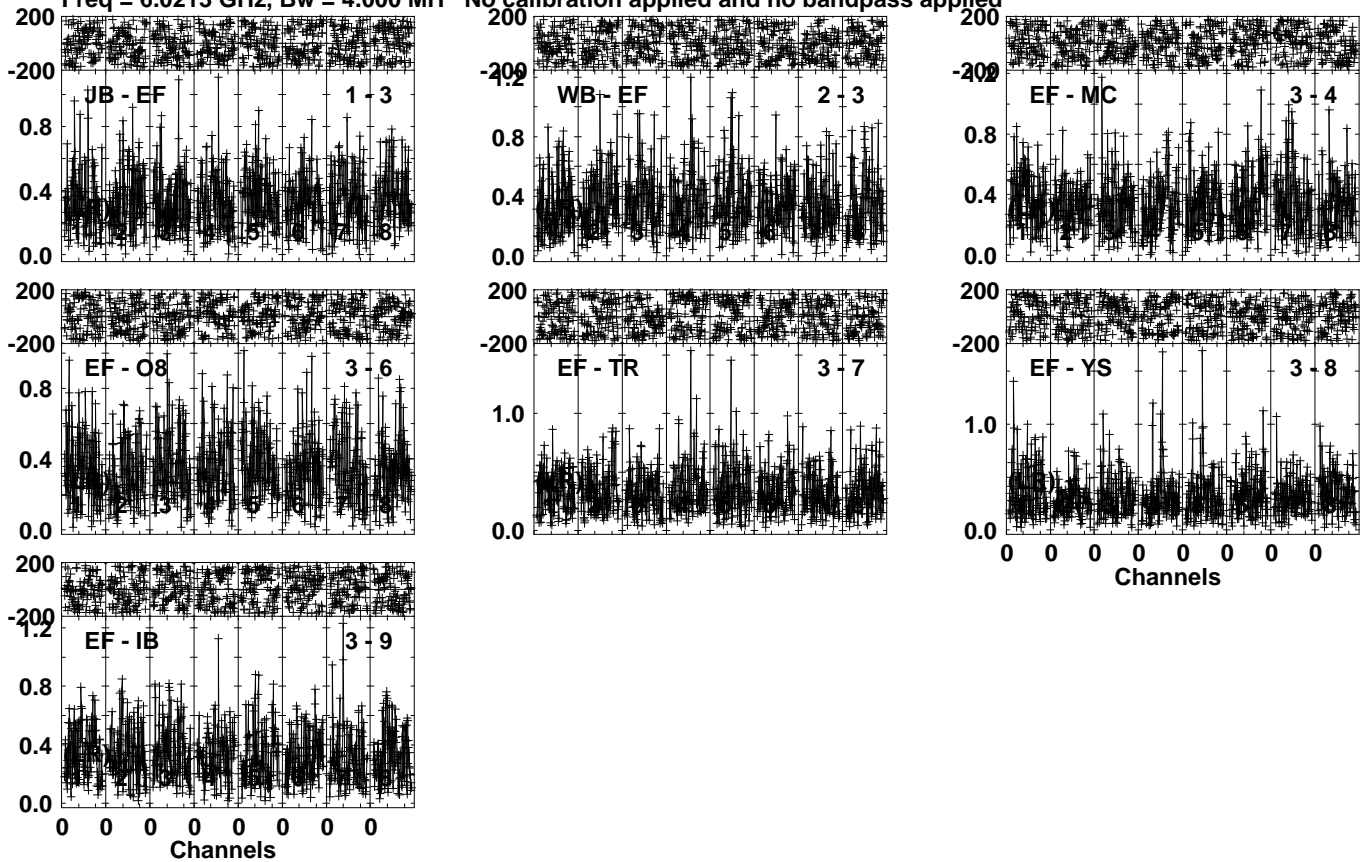 Freq = 6.0213 GHz, Bw = 4.000 MH No calibration applied and no bandpass applied
200 200 200
-200 -200 -200
1.2 1.2
JB - EF 1 - 3 WB - EF 2 - 3 EF - MC 3 - 4
0.8 0.8 0.8
0.4 0.4 0.4
0.0 0.0 0.0
200 200 200
-200 -200 -200
EF - O8 3 - 6 EF - TR 3 - 7 EF - YS 3 - 8
0.8 1.0 1.0
0.4
0.0 0.0 0.0
0 0 0 0 0 0 0 0
Channels
200
-200
1.2
EF - IB 3 - 9
0.8
0.4
0.0
0 0 0 0 0 0 0 0
Channels